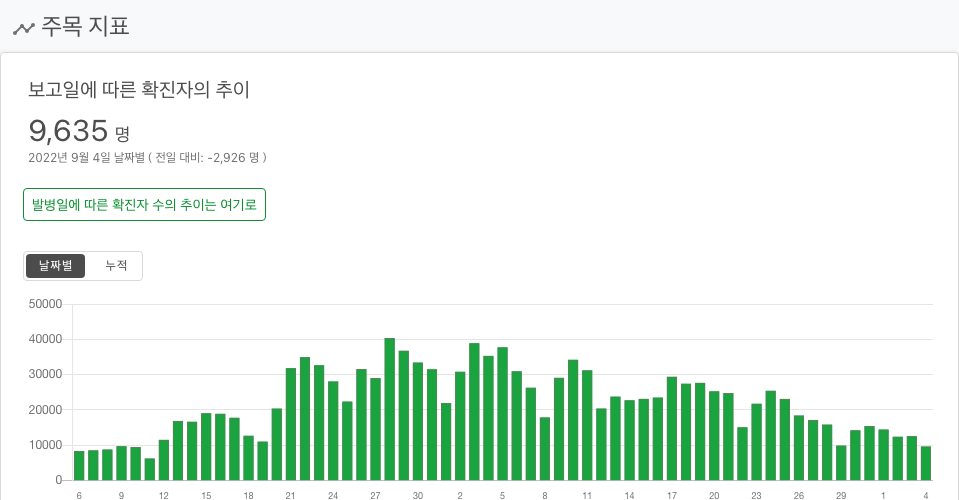 주목 지표
보고일에 따른 확진자의 추이
9,635 명
2022년 9월 4일 날짜별 ( 전일 대비: -2,926 명 )
발병일에 따른 확진자 수의 추이는 여기로
날짜별 누적
50000
40000
30000
20000
10000
0
6 9 12 15 18 21 24 27 30 2 5 8 11 14 17 20 23 26 29 1 4